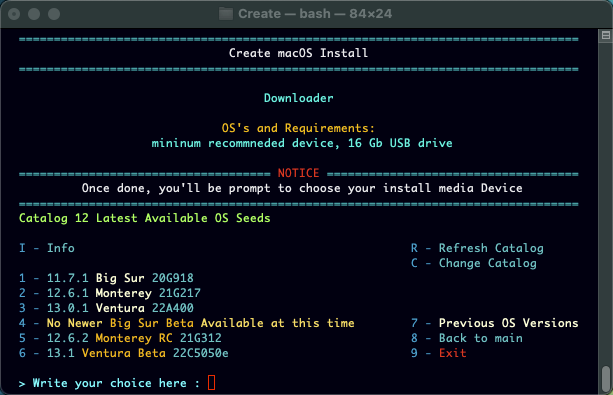 Create — bash — 84×24
================================================================================
Create macOS Install
================================================================================
Downloader
OS's and Requirements:
mininum recommneded device, 16 Gb USB drive
==================================== NOTICE ====================================
Once done, you'll be prompt to choose your install media Device
================================================================================
Catalog 12 Latest Available OS Seeds
I - Info R - Refresh Catalog
C - Change Catalog
1 - 11.7.1 Big Sur 20G918
2 - 12.6.1 Monterey 21G217
3 - 13.0.1 Ventura 22A400
4 - No Newer Big Sur Beta Available at this time 7 - Previous OS Versions
5 - 12.6.2 Monterey RC 21G312 8 - Back to main
6 - 13.1 Ventura Beta 22C5050e 9 - Exit
> Write your choice here :